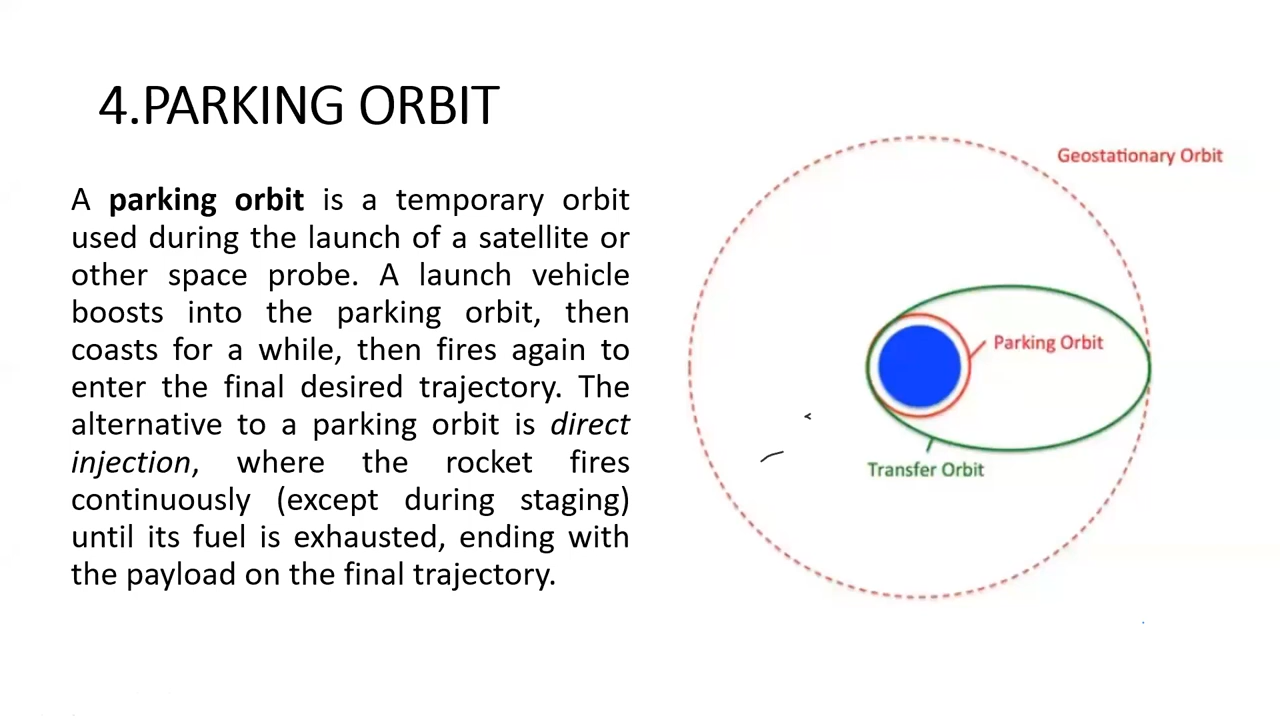 4.PARKING ORBIT
A parking orbit is a temporary orbit
used during the launch of a satellite or
other space probe. A launch vehicle
boosts into the parking orbit, then
coasts for a while, then fires again to
enter the final desired trajectory. The
alternative to a parking orbit is direct
injection, where the rocket fires
continuously (except during staging)
until its fuel is exhausted, ending with
the payload on the final trajectory.
Geostationary Orbit
Parking Orbit
Transfer Orbit